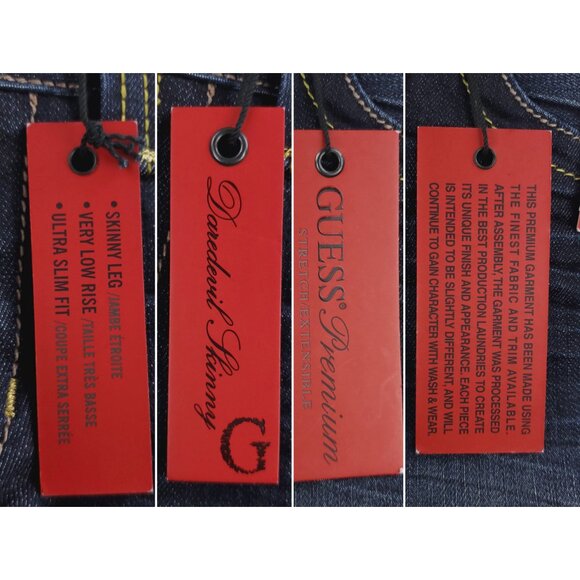 • SKINNY LEG /JAMBE ÉTROITE
• VERY LOW RISE /TAILLE TRÈS BASSE
• ULTRA SLIM FIT /COUPE EXTRA SERRÉE
Daredevil Skinny
G
GUESS® Premium
STRETCH/EXTENSIBLE
THIS PREMIUM GARMENT HAS BEEN MADE USING
THE FINEST FABRIC AND TRIM AVAILABLE.
AFTER ASSEMBLY, THE GARMENT WAS PROCESSED
IN THE BEST PRODUCTION LAUNDRIES TO CREATE
ITS UNIQUE FINISH AND APPEARANCE. EACH PIECE
IS INTENDED TO BE SLIGHTLY DIFFERENT, AND WILL
CONTINUE TO GAIN CHARACTER WITH WASH & WEAR.